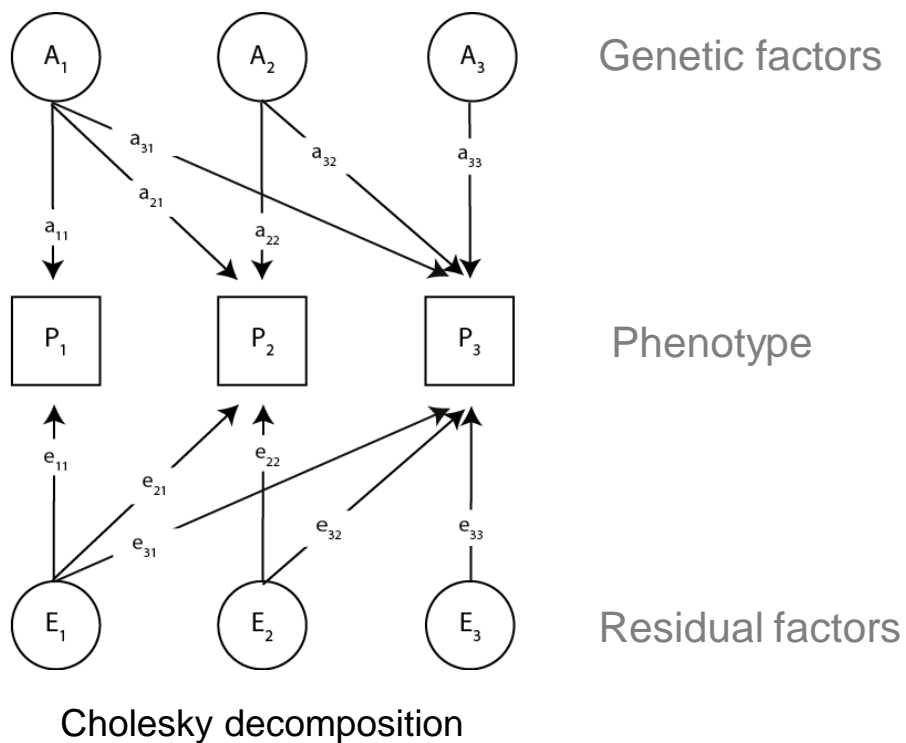 A₁ A₂ A₃ Genetic factors
a₃₁ a₃₂ a₃₃
a₂₁
a₁₁ a₂₂
P₁ P₂ P₃ Phenotype
e₁₁ e₂₂
e₂₁
e₃₁ e₃₂ e₃₃
E₁ E₂ E₃ Residual factors
Cholesky decomposition